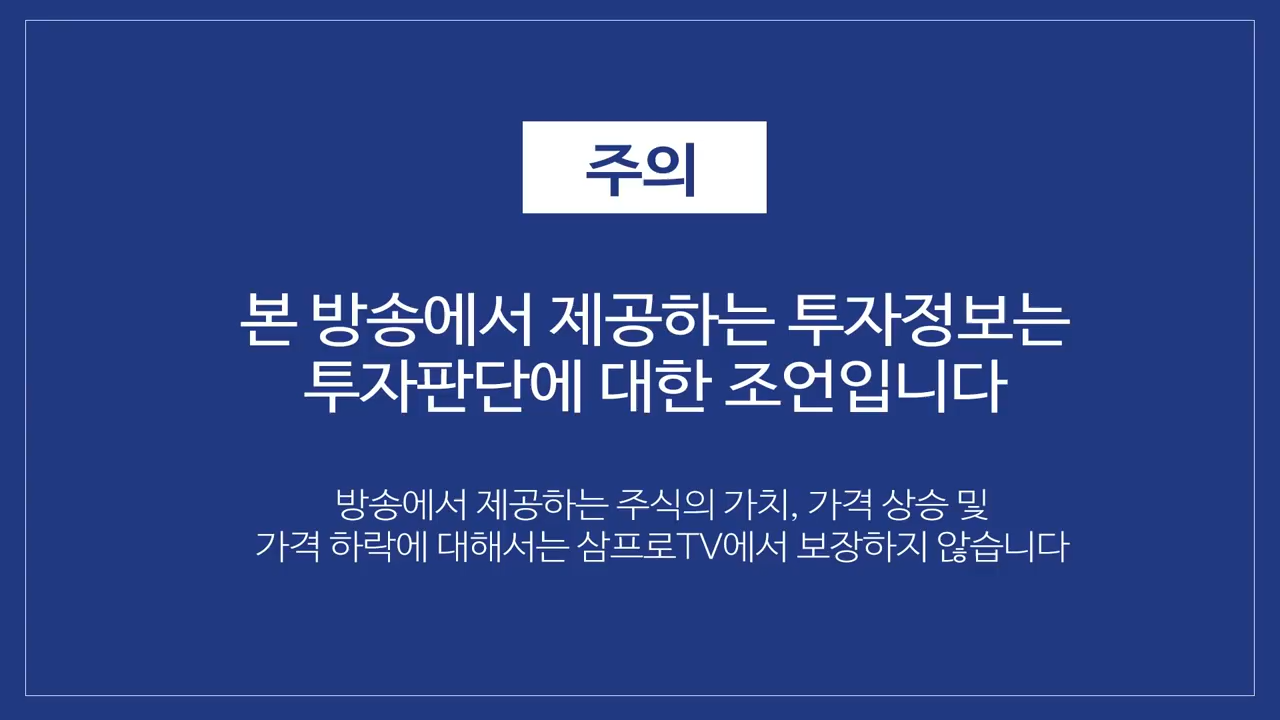 주의
본 방송에서 제공하는 투자정보는
투자판단에 대한 조언입니다
방송에서 제공하는 주식의 가치, 가격 상승 및
가격 하락에 대해서는 삼프로TV에서 보장하지 않습니다